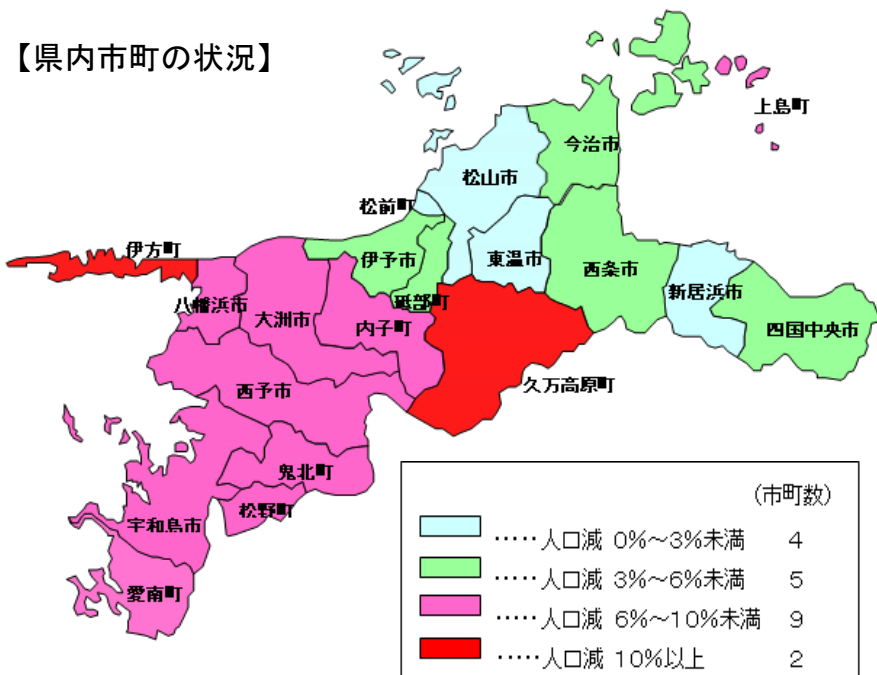 【県内市町の状況】
上島町
今治市
松山市
松前町
伊方町
伊予市
東温市
西条市
新居浜市
八幡浜市
大洲市
砥部町
内子町
四国中央市
西予市
久万高原町
鬼北町
松野町
宇和島市
愛南町
(市町数)
・・・・・人口減 0%～3%未満 4
・・・・・人口減 3%～6%未満 5
・・・・・人口減 6%～10%未満 9
・・・・・人口減 10%以上 2